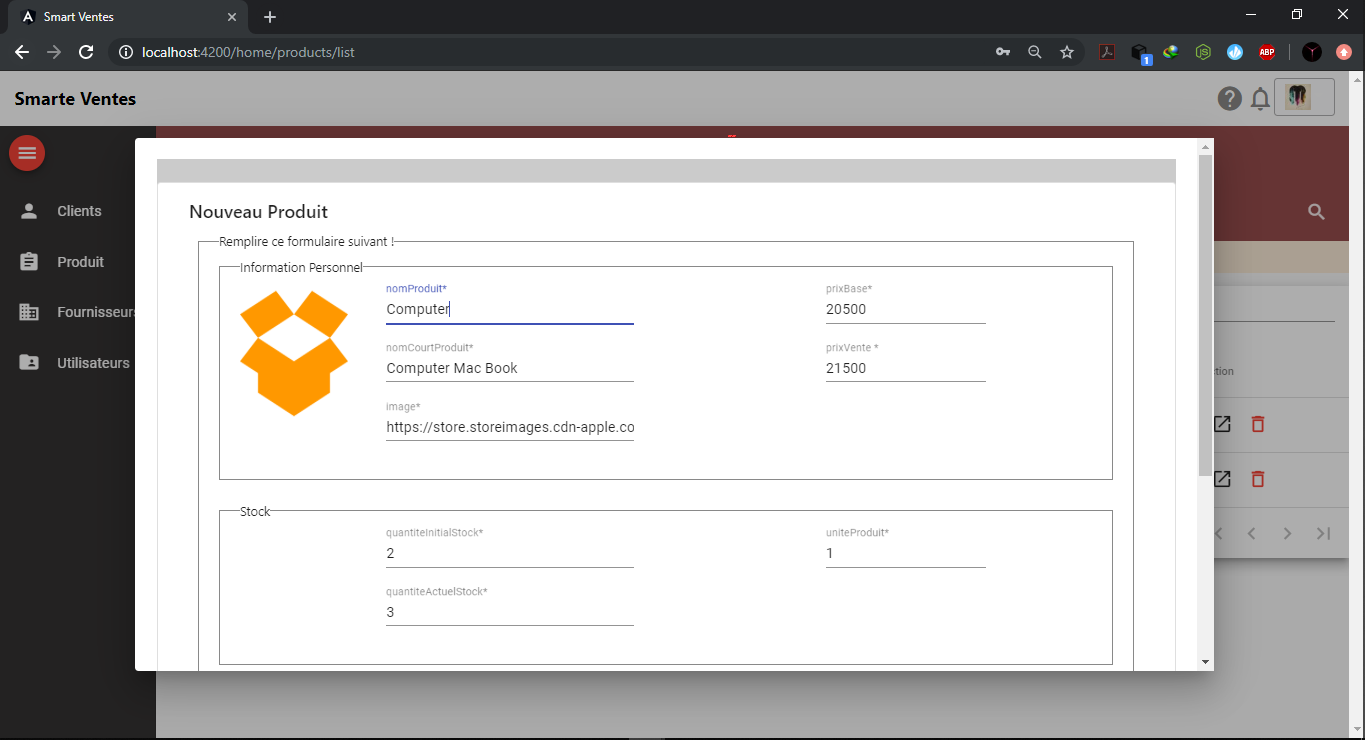 Smart Ventes
localhost:4200/home/products/list
1
JS
ABP
Smarte Ventes
Clients
Produit
Fournisseurs
Utilisateurs
Nouveau Produit
Remplire ce formulaire suivant !
Information Personnel
nomProduit*
Computer
prixBase*
20500
nomCourtProduit*
Computer Mac Book
prixVente *
21500
image*
https://store.storeimages.cdn-apple.co
Stock
quantiteInitialStock*
2
uniteProduit*
1
quantiteActuelStock*
3
tion